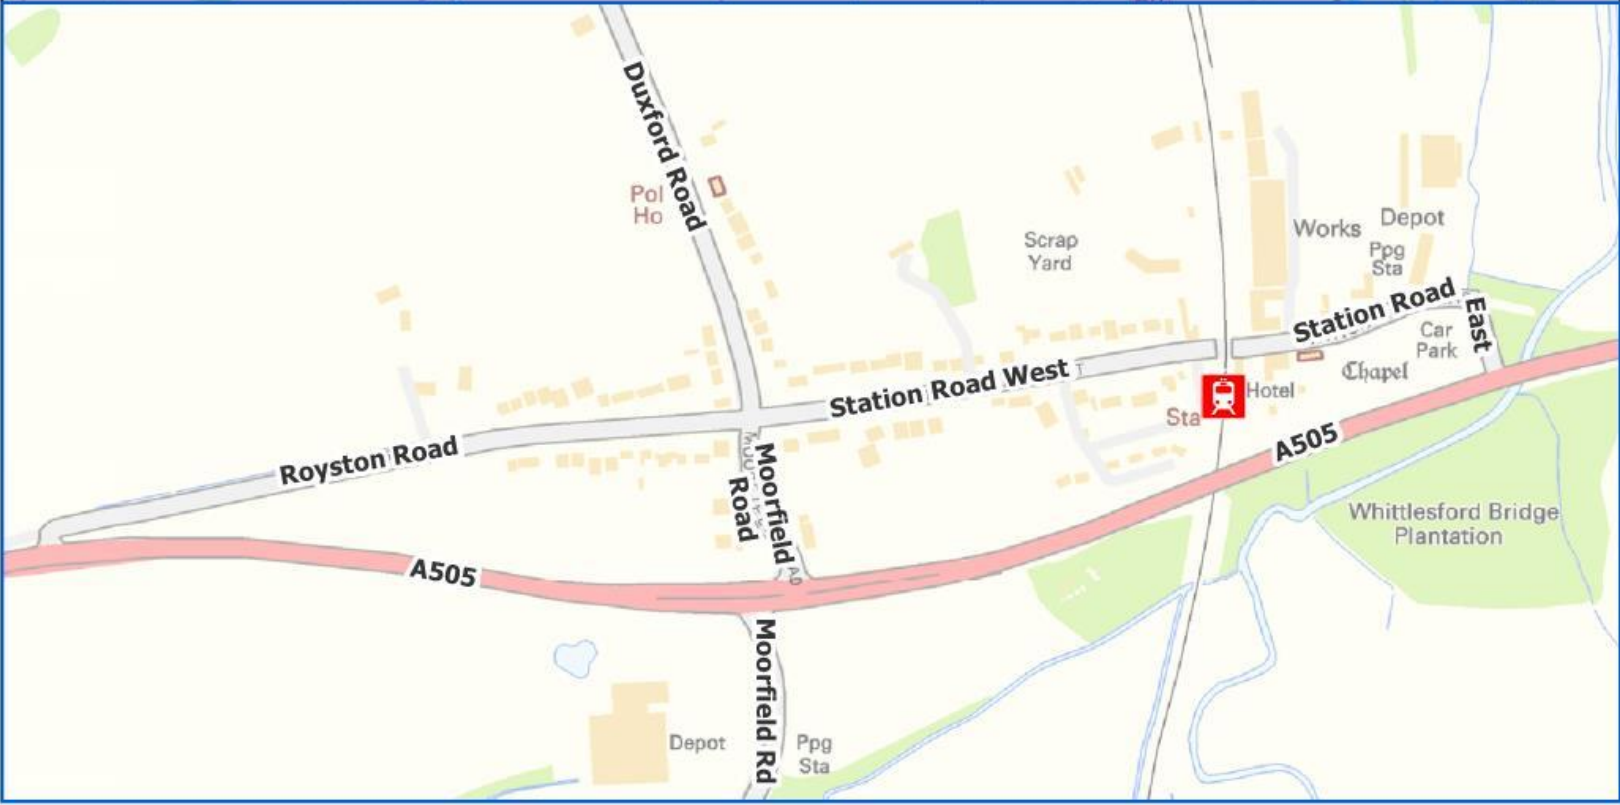 Duxford Road
Pol
Ho
Scrap
Yard
Works
Depot
Ppg
Sta
Station Road
East
Car
Park
Chapel
Station Road West
Hotel
Sta
A505
Royston Road
Moorfield
Road
Whittlesford Bridge
Plantation
A505
Moorfield Rd
Depot
Ppg
Sta